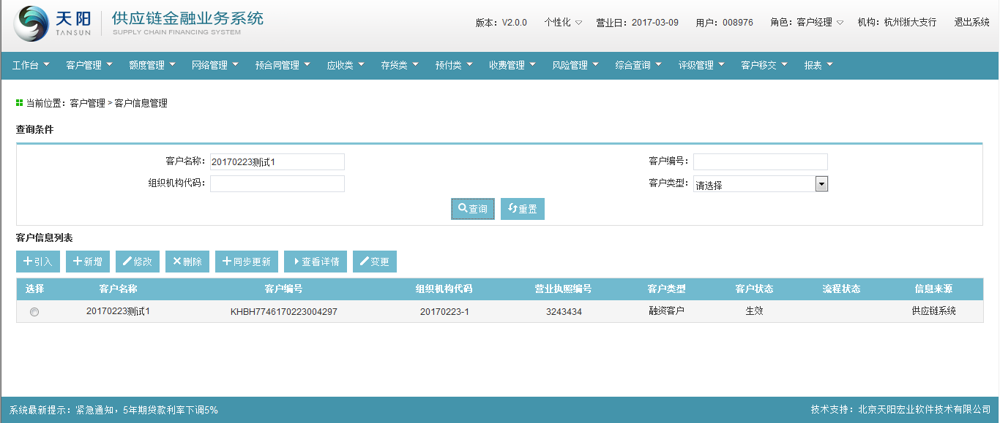 天阳 供应链金融业务系统
TANSUN SUPPLY CHAIN FINANCING SYSTEM
版本：V2.0.0 个性化 营业日：2017-03-09 用户：008976 角色：客户经理 机构：杭州浙大支行 退出系统
工作台 客户管理 额度管理 网络管理 预合同管理 应收类 存货类 预付类 收费管理 风险管理 综合查询 评级管理 客户移交 报表
当前位置：客户管理 > 客户信息管理
查询条件
客户名称：20170223测试1 客户编号：
组织机构代码： 客户类型：请选择
查询 重置
客户信息列表
引入 新增 修改 删除 同步更新 查看详情 变更
选择 客户名称 客户编号 组织机构代码 营业执照编号 客户类型 客户状态 流程状态 信息来源
20170223测试1 KHBH7746170223004297 20170223-1 3243434 融资客户 生效 供应链系统
系统最新提示：紧急通知，5年期贷款利率下调5% 技术支持：北京天阳宏业软件技术有限公司